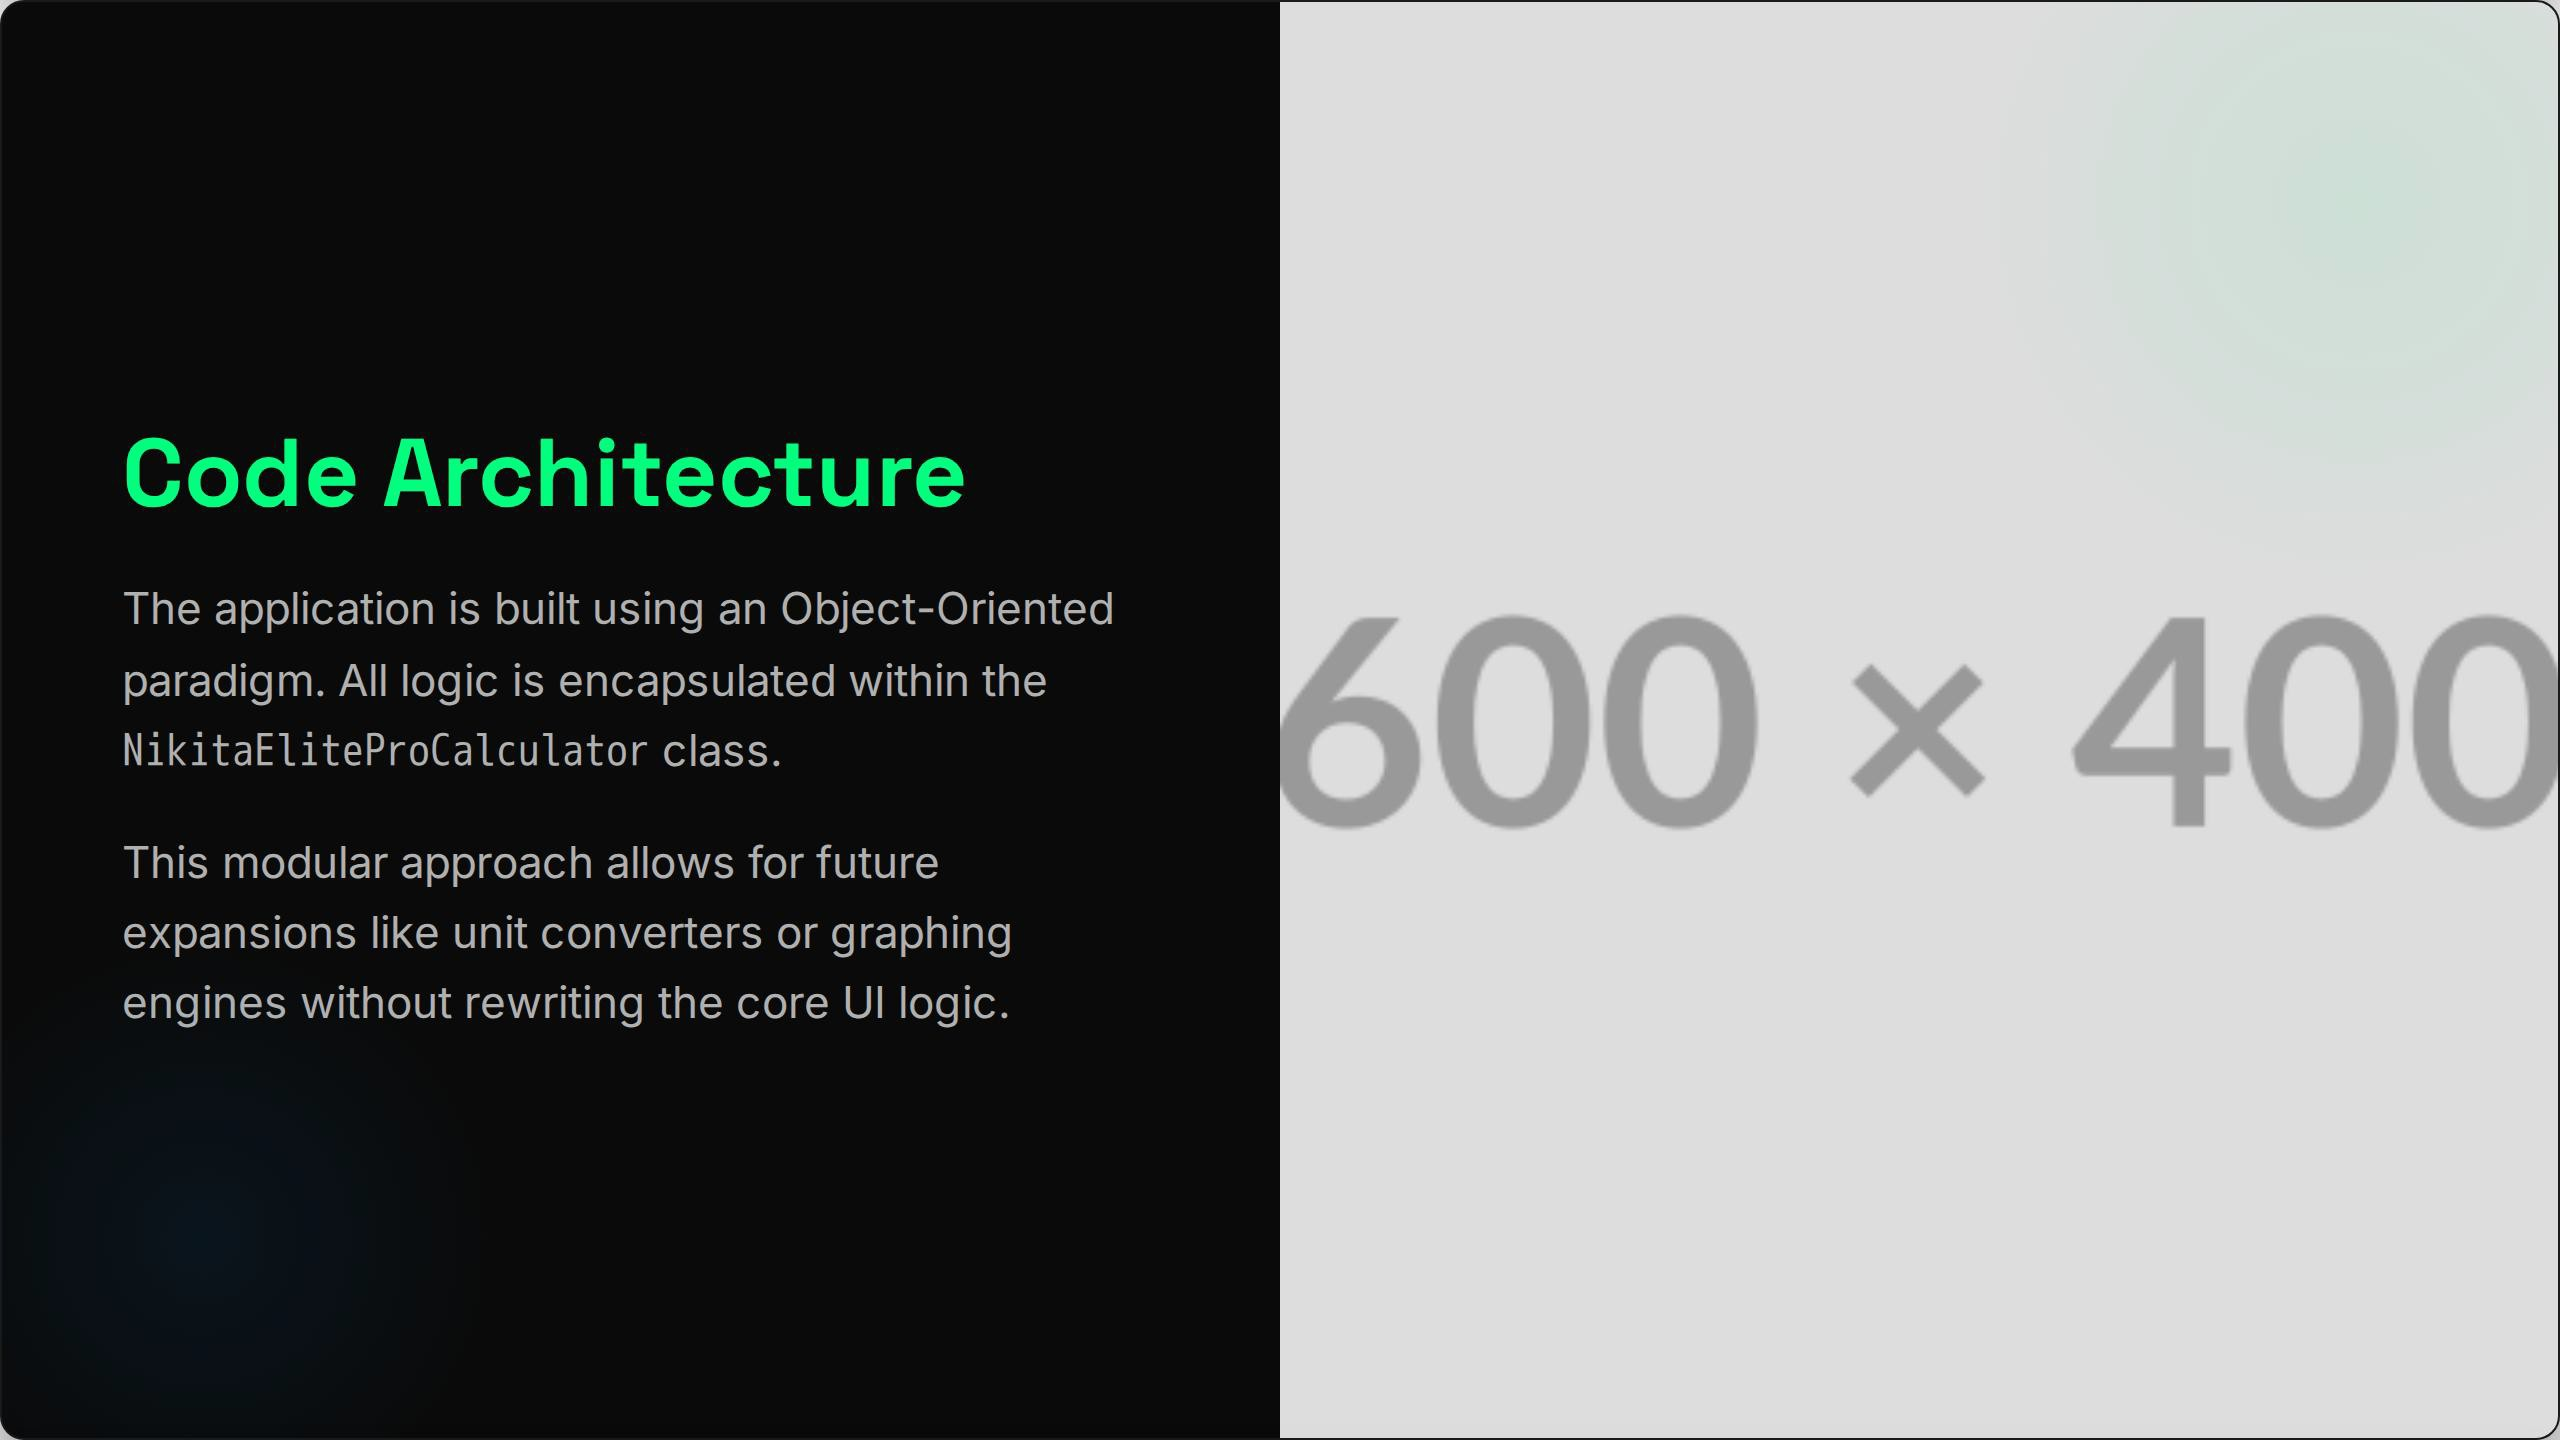 Code Architecture
The application is built using an Object-Oriented
paradigm. All logic is encapsulated within the
NikitaEliteProCalculator class.
This modular approach allows for future
expansions like unit converters or graphing
engines without rewriting the core UI logic.
600 × 400